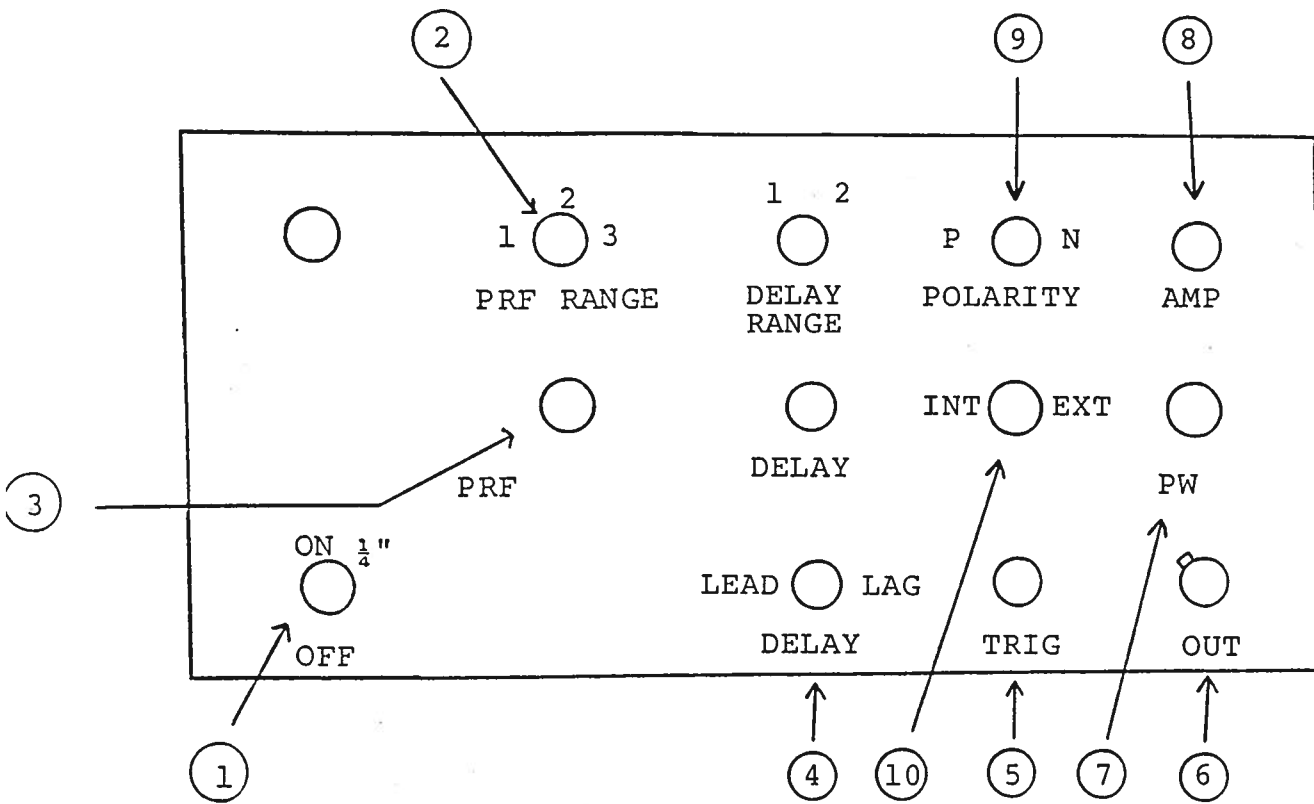 2 9 8
2 1 2
1 3 P N
PRF RANGE DELAY RANGE POLARITY AMP
INT EXT
PRF DELAY PW
3
ON ¼"
LEAD LAG
OFF DELAY TRIG OUT
1 4 10 5 7 6